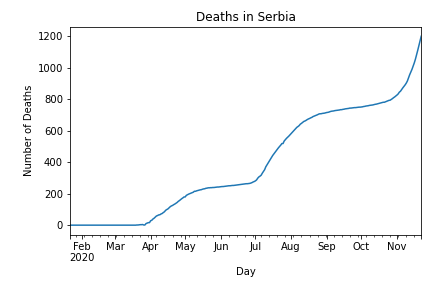 Deaths in Serbia
Number of Deaths
1200
1000
800
600
400
200
0
Feb Mar Apr May Jun Jul Aug Sep Oct Nov
2020
Day